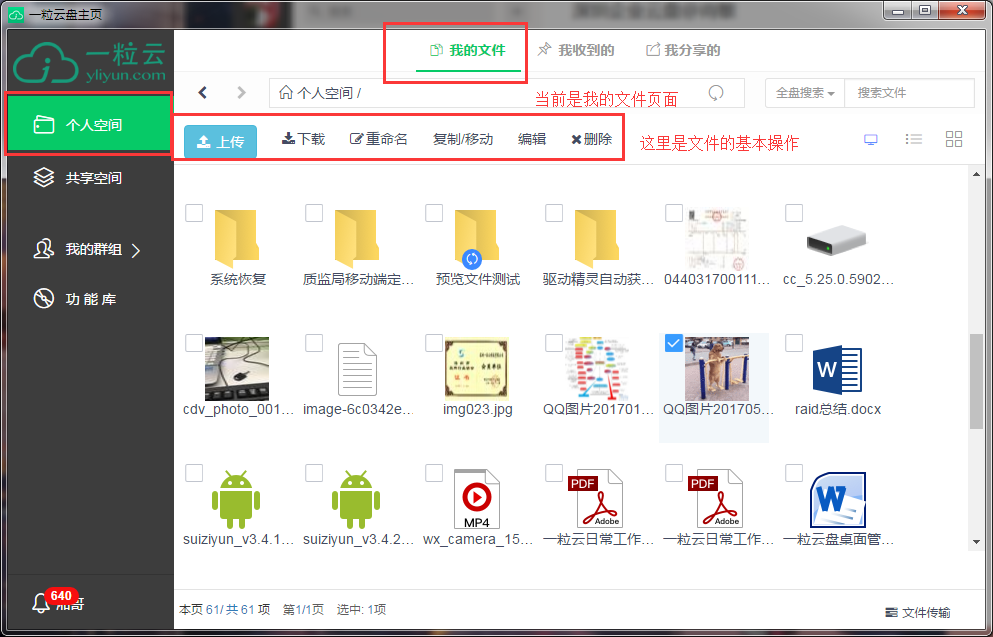 一粒云盘主页
一粒云
yliyun.com
我的文件
我收到的
我分享的
个人空间 /
当前是我的文件页面
全盘搜索
搜索文件
个人空间
共享空间
我的群组
功能库
上传
下载
重命名
复制/移动
编辑
删除
这里是文件的基本操作
系统恢复
质监局移动端定...
预览文件测试
驱动精灵自动获...
044031700111...
cc_5.25.0.5902...
cdv_photo_001...
image-6c0342e...
img023.jpg
QQ图片201701...
QQ图片201705...
raid总结.docx
suiziyun_v3.4.1...
suiziyun_v3.4.2...
MP4
wx_camera_15...
PDF
Adobe
一粒云日常工作...
PDF
Adobe
一粒云日常工作...
一粒云盘桌面管...
640
本页 61/ 共 61 项
第1/1页
选中: 1项
文件传输